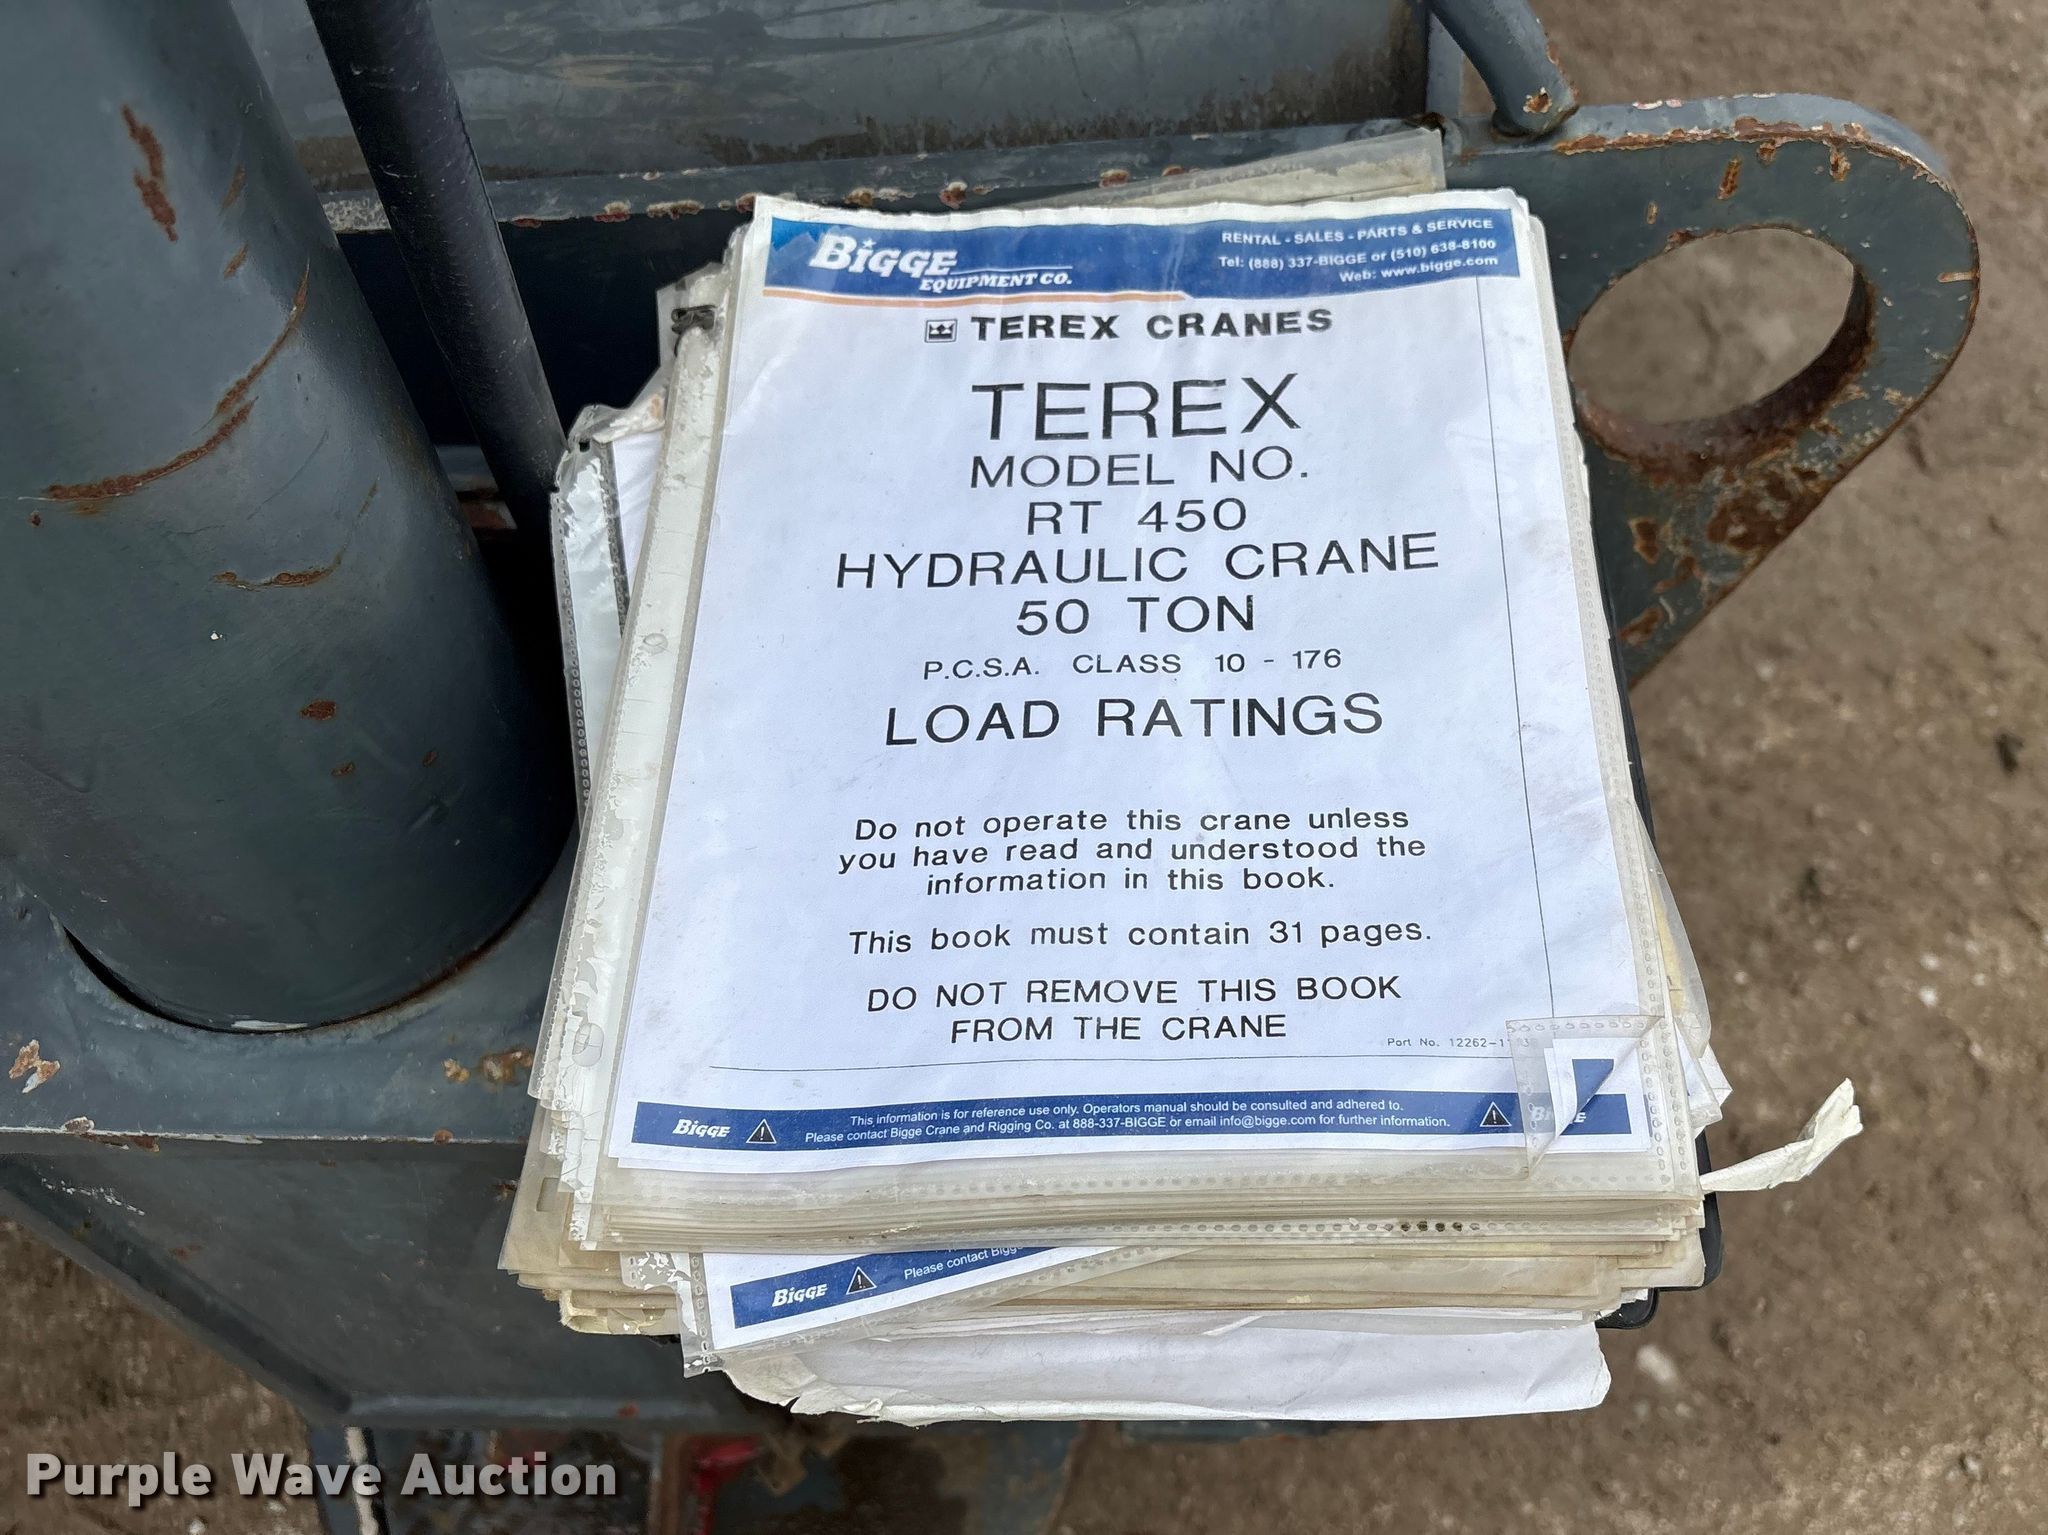 BIGGE
EQUIPMENT CO.
RENTAL - SALES - PARTS & SERVICE
Tel: (888) 337-BIGGE or (510) 638-8100
Web: www.bigge.com
TEREX CRANES
TEREX
MODEL NO.
RT 450
HYDRAULIC CRANE
50 TON
P.C.S.A. CLASS 10 - 176
LOAD RATINGS
Do not operate this crane unless
you have read and understood the
information in this book.
This book must contain 31 pages.
DO NOT REMOVE THIS BOOK
FROM THE CRANE
Part No.
BIGGE
This information is for reference use only. Operators manual should be consulted and adhered to.
Please contact Bigge Crane and Rigging Co. at 888-337-BIGGE or email info@bigge.com for further information.
BIGGE
Please contact
Purple Wave Auction